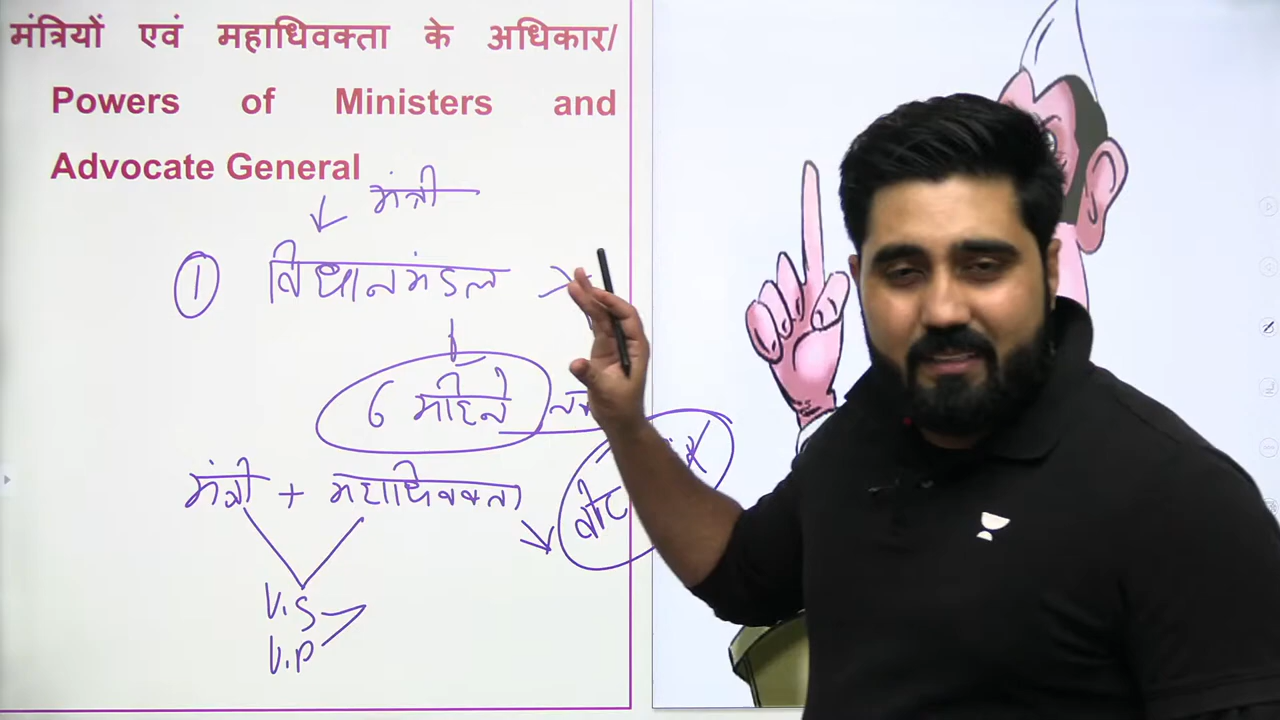 मंत्रियों एवं महाधिवक्ता के अधिकार/
Powers of Ministers and
Advocate General
मंत्री
① विधानमंडल
6 महिने
मंत्री + महाधिवक्ता
वोट
V.S
V.P